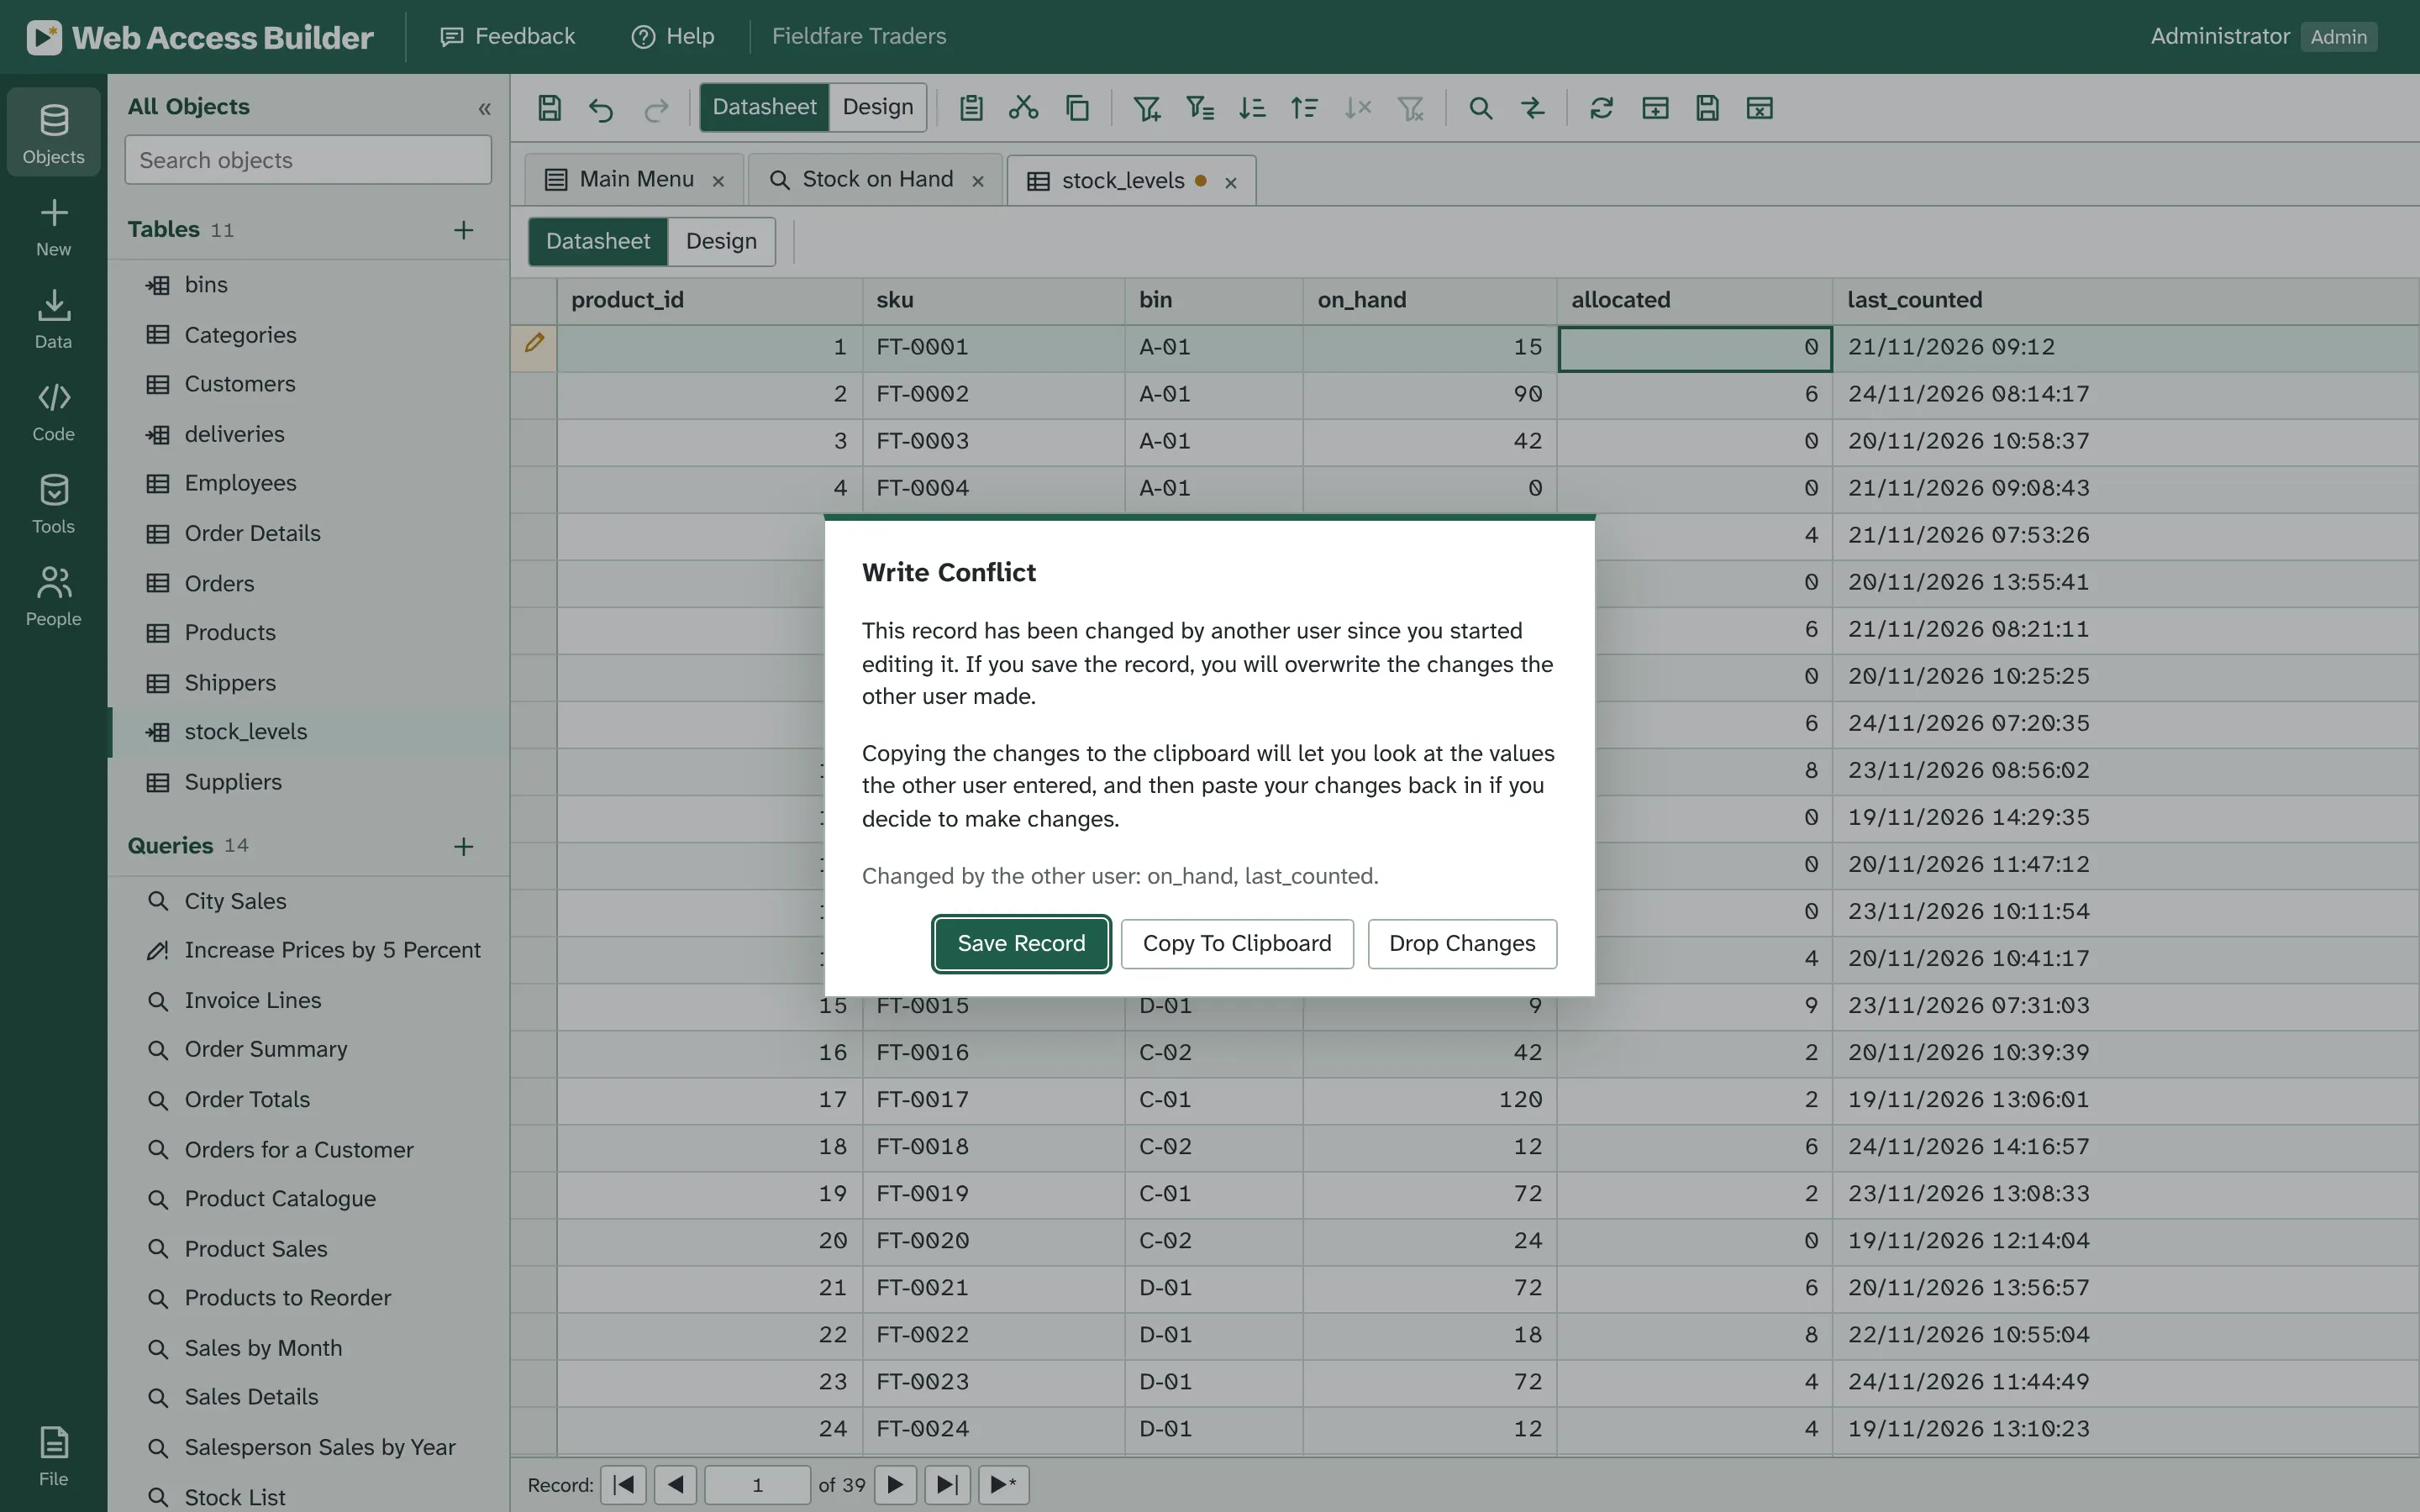 Web Access Builder
Feedback
Help
Fieldfare Traders
Administrator
Admin
Objects
New
Data
Code
Tools
People
File
All Objects
«
Search objects
Tables 11
bins
Categories
Customers
deliveries
Employees
Order Details
Orders
Products
Shippers
stock_levels
Suppliers
Queries 14
City Sales
Increase Prices by 5 Percent
Invoice Lines
Order Summary
Order Totals
Orders for a Customer
Product Catalogue
Product Sales
Products to Reorder
Sales by Month
Sales Details
Salesperson Sales by Year
Stock List
Datasheet
Design
Main Menu
Stock on Hand
stock_levels
Datasheet
Design
product_id sku bin on_hand allocated last_counted
1 FT-0001 A-01 15 0 21/11/2026 09:12
2 FT-0002 A-01 90 6 24/11/2026 08:14:17
3 FT-0003 A-01 42 0 20/11/2026 10:58:37
4 FT-0004 A-01 0 0 21/11/2026 09:08:43
4 21/11/2026 07:53:26
0 20/11/2026 13:55:41
6 21/11/2026 08:21:11
0 20/11/2026 10:25:25
6 24/11/2026 07:20:35
8 23/11/2026 08:56:02
0 19/11/2026 14:29:35
0 20/11/2026 11:47:12
0 23/11/2026 10:11:54
4 20/11/2026 10:41:17
15 FT-0015 D-01 9 9 23/11/2026 07:31:03
16 FT-0016 C-02 42 2 20/11/2026 10:39:39
17 FT-0017 C-01 120 2 19/11/2026 13:06:01
18 FT-0018 C-02 12 6 24/11/2026 14:16:57
19 FT-0019 C-01 72 2 23/11/2026 13:08:33
20 FT-0020 C-02 24 0 19/11/2026 12:14:04
21 FT-0021 D-01 72 6 20/11/2026 13:56:57
22 FT-0022 D-01 18 8 22/11/2026 10:55:04
23 FT-0023 D-01 72 4 24/11/2026 11:44:49
24 FT-0024 D-01 12 4 19/11/2026 13:10:23
Write Conflict
This record has been changed by another user since you started
editing it. If you save the record, you will overwrite the changes the
other user made.
Copying the changes to the clipboard will let you look at the values
the other user entered, and then paste your changes back in if you
decide to make changes.
Changed by the other user: on_hand, last_counted.
Save Record
Copy To Clipboard
Drop Changes
Record: 1 of 39